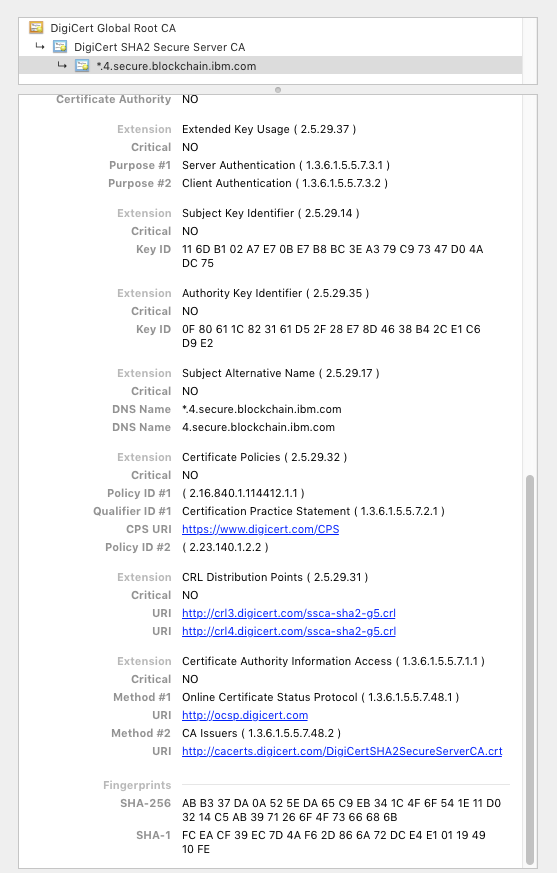 DigiCert Global Root CA
↳ DigiCert SHA2 Secure Server CA
↳ *.4.secure.blockchain.ibm.com
Certificate Authority NO
Extension Extended Key Usage ( 2.5.29.37 )
Critical NO
Purpose #1 Server Authentication ( 1.3.6.1.5.5.7.3.1 )
Purpose #2 Client Authentication ( 1.3.6.1.5.5.7.3.2 )
Extension Subject Key Identifier ( 2.5.29.14 )
Critical NO
Key ID 11 6D B1 02 A7 E7 0B E7 B8 BC 3E A3 79 C9 73 47 D0 4A
DC 75
Extension Authority Key Identifier ( 2.5.29.35 )
Critical NO
Key ID 0F 80 61 1C 82 31 61 D5 2F 28 E7 8D 46 38 B4 2C E1 C6
D9 E2
Extension Subject Alternative Name ( 2.5.29.17 )
Critical NO
DNS Name *.4.secure.blockchain.ibm.com
DNS Name 4.secure.blockchain.ibm.com
Extension Certificate Policies ( 2.5.29.32 )
Critical NO
Policy ID #1 ( 2.16.840.1.114412.1.1 )
Qualifier ID #1 Certification Practice Statement ( 1.3.6.1.5.5.7.2.1 )
CPS URI https://www.digicert.com/CPS
Policy ID #2 ( 2.23.140.1.2.2 )
Extension CRL Distribution Points ( 2.5.29.31 )
Critical NO
URI http://crl3.digicert.com/ssca-sha2-g5.crl
URI http://crl4.digicert.com/ssca-sha2-g5.crl
Extension Certificate Authority Information Access ( 1.3.6.1.5.5.7.1.1 )
Critical NO
Method #1 Online Certificate Status Protocol ( 1.3.6.1.5.5.7.48.1 )
URI http://ocsp.digicert.com
Method #2 CA Issuers ( 1.3.6.1.5.5.7.48.2 )
URI http://cacerts.digicert.com/DigiCertSHA2SecureServerCA.crt
Fingerprints
SHA-256 AB B3 37 DA 0A 52 5E DA 65 C9 EB 34 1C 4F 6F 54 1E 11 D0
32 14 C5 AB 39 71 26 6F 4F 73 66 68 6B
SHA-1 FC EA CF 39 EC 7D 4A F6 2D 86 6A 72 DC E4 E1 01 19 49
10 FE